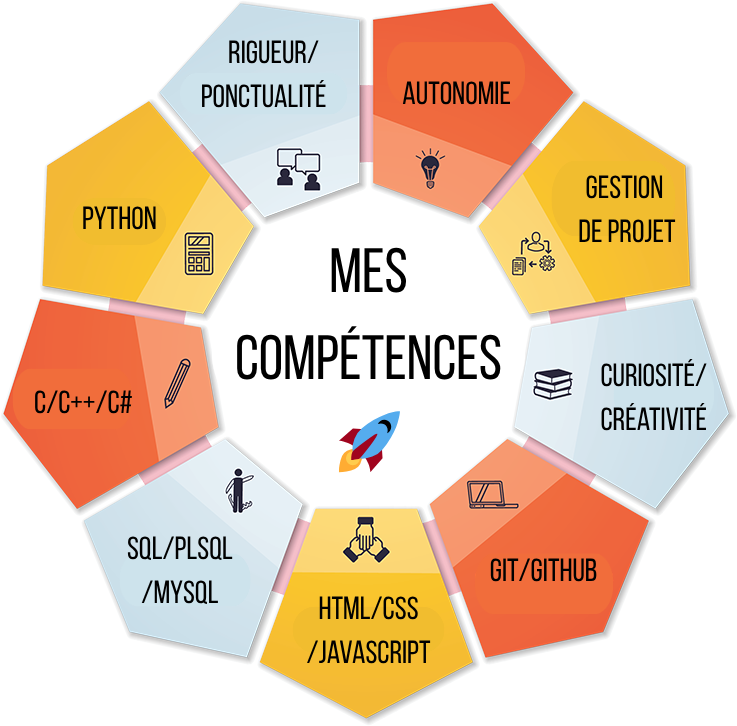 MES
COMPÉTENCES
RIGUEUR/
PONCTUALITÉ
AUTONOMIE
GESTION
DE PROJET
CURIOSITÉ/
CRÉATIVITÉ
GIT/GITHUB
HTML/CSS
/JAVASCRIPT
SQL/PLSQL
/MYSQL
C/C++/C#
PYTHON